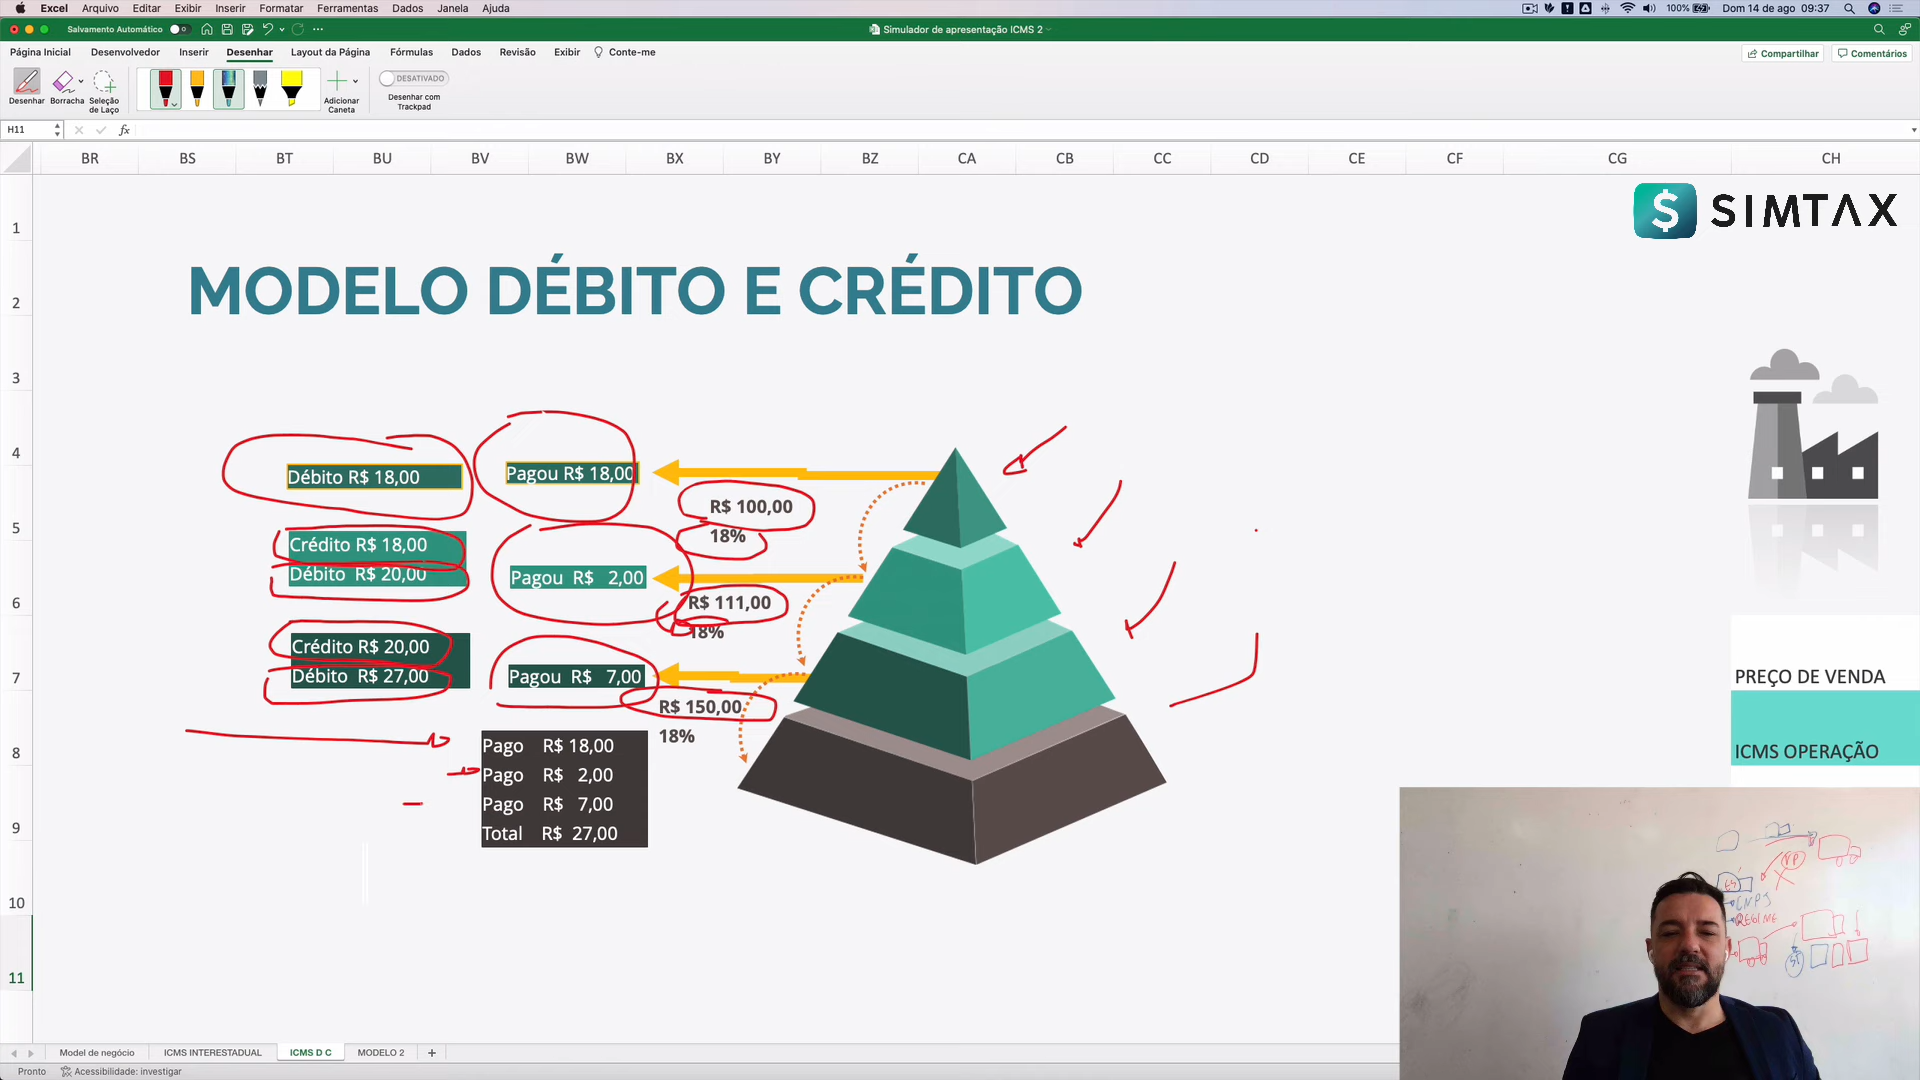 Excel Arquivo Editar Exibir Inserir Formatar Ferramentas Dados Janela Ajuda 100% Dom 14 de ago 09:37
Salvamento Automático Simulador de apresentação ICMS 2
Página Inicial Desenvolvedor Inserir Desenhar Layout da Página Fórmulas Dados Revisão Exibir Conte-me Compartilhar Comentários
DESATIVADO
Desenhar Borracha Seleção de Laço Adicionar Caneta Desenhar com Trackpad
H11 fx
BR BS BT BU BV BW BX BY BZ CA CB CC CD CE CF CG CH
1
2
3
4
5
6
7
8
9
10
11
$ SIMTAX
MODELO DÉBITO E CRÉDITO
Débito R$ 18,00 Pagou R$ 18,00
R$ 100,00
18%
Crédito R$ 18,00
Débito R$ 20,00 Pagou R$ 2,00
R$ 111,00
18%
Crédito R$ 20,00
Débito R$ 27,00 Pagou R$ 7,00
R$ 150,00
18%
Pago R$ 18,00
Pago R$ 2,00
Pago R$ 7,00
Total R$ 27,00
PREÇO DE VENDA
ICMS OPERAÇÃO
CNPJ
REGIME
Model de negócio ICMS INTERESTADUAL ICMS D C MODELO 2 +
Pronto Acessibilidade: investigar